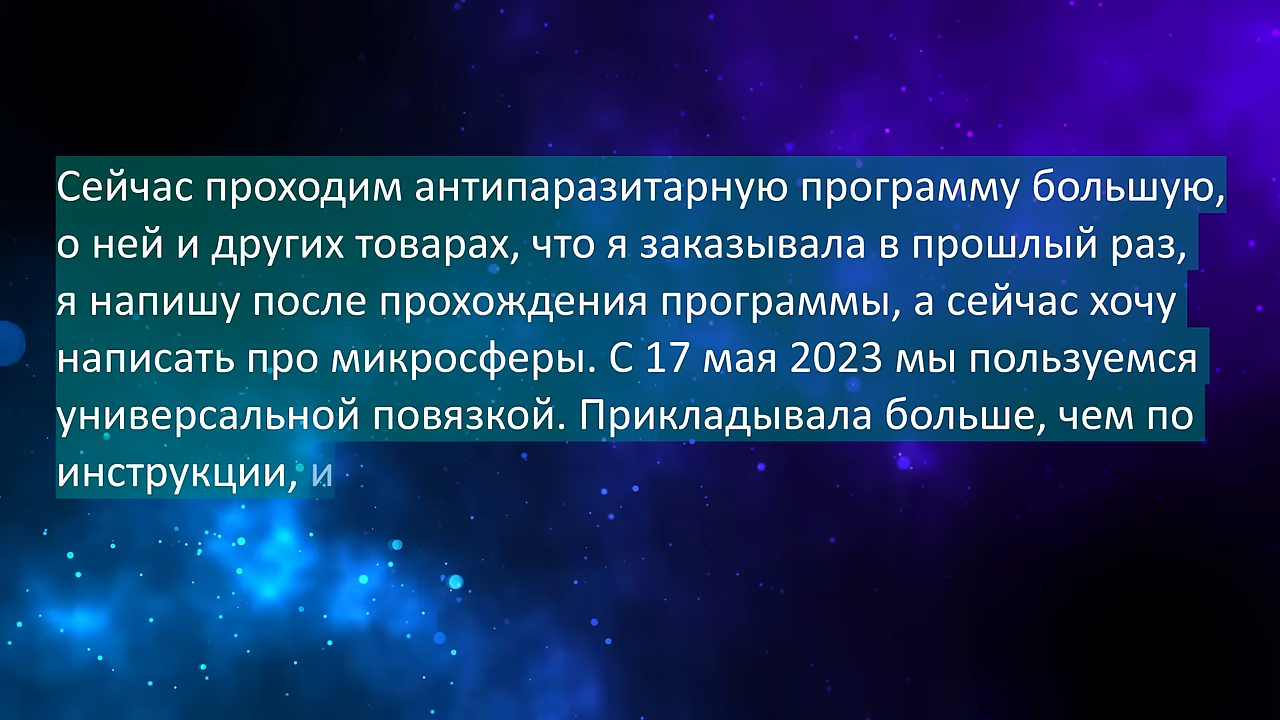 Сейчас проходим антипаразитарную программу большую,
о ней и других товарах, что я заказывала в прошлый раз,
я напишу после прохождения программы, а сейчас хочу
написать про микросферы. С 17 мая 2023 мы пользуемся
универсальной повязкой. Прикладывала больше, чем по
инструкции, и